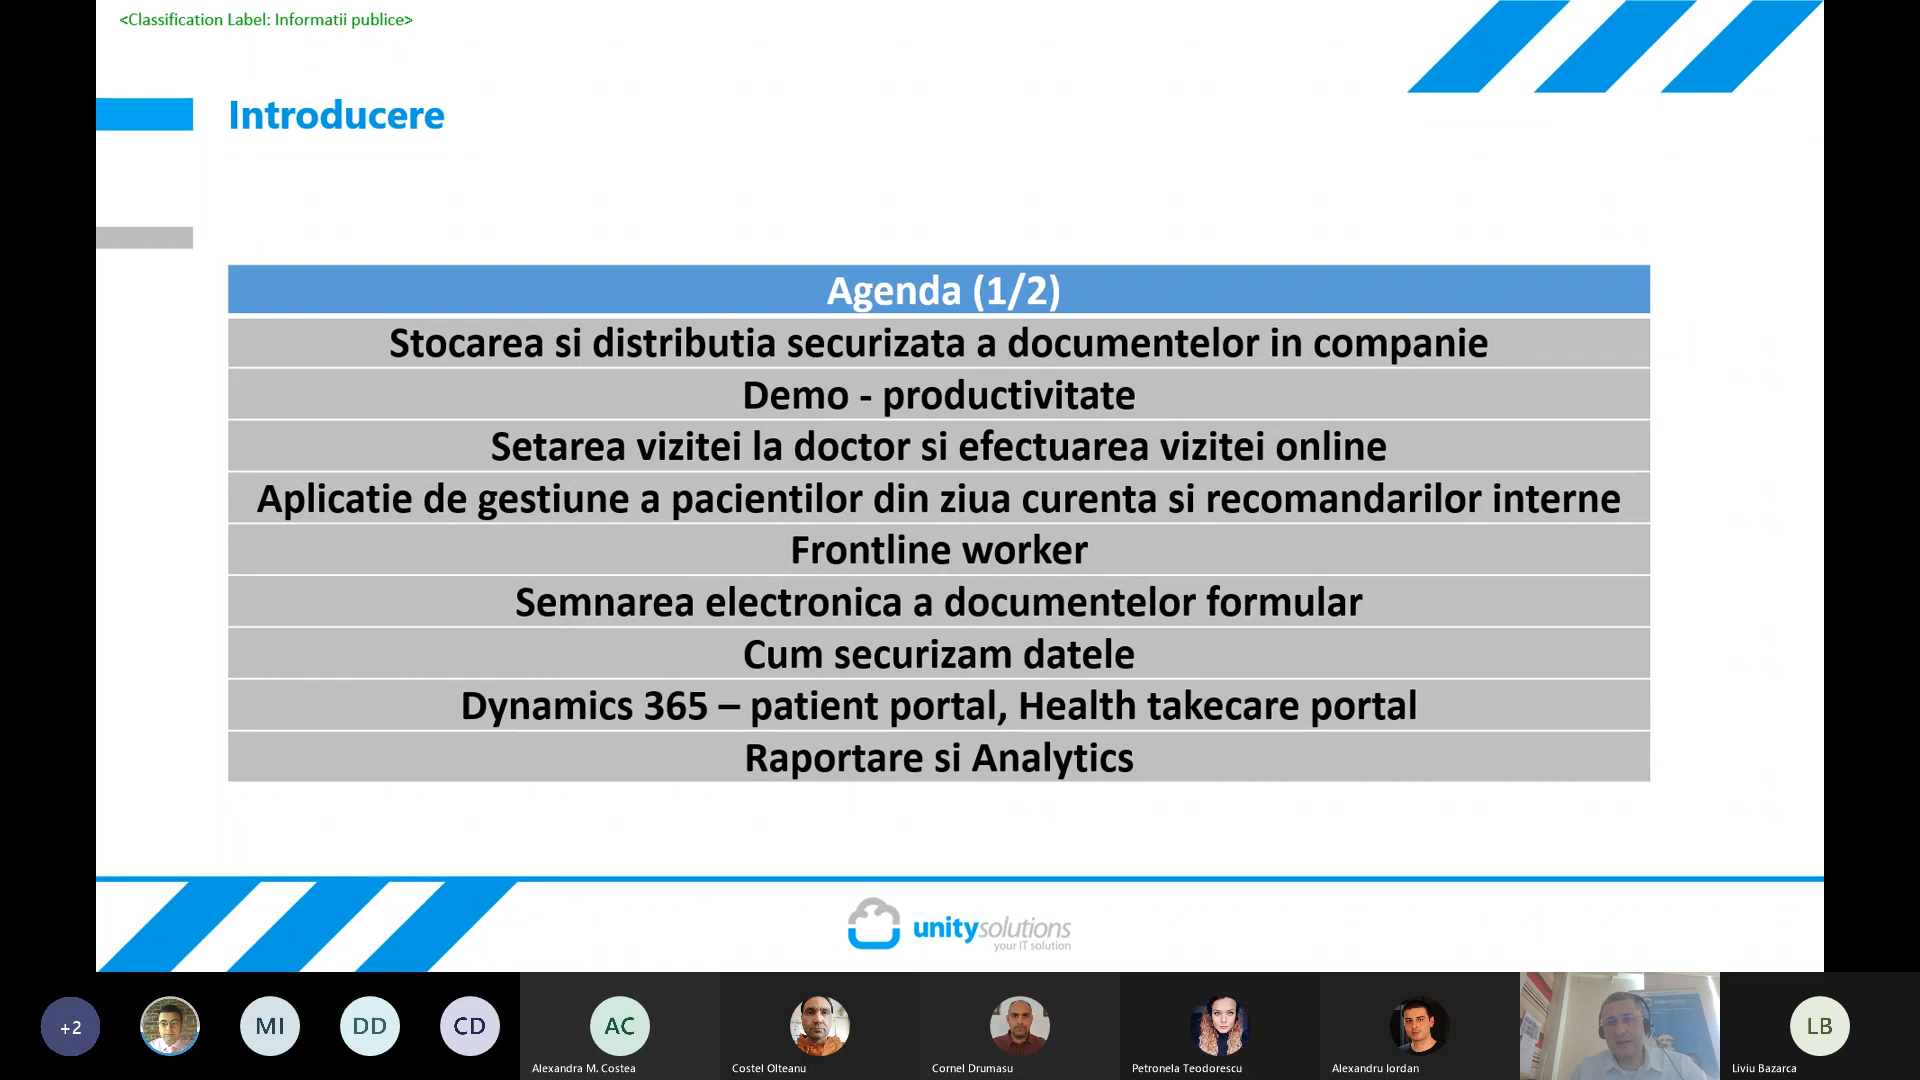 <Classification Label: Informatii publice>
Introducere
Agenda (1/2)
Stocarea si distributia securizata a documentelor in companie
Demo - productivitate
Setarea vizitei la doctor si efectuarea vizitei online
Aplicatie de gestiune a pacientilor din ziua curenta si recomandarilor interne
Frontline worker
Semnarea electronica a documentelor formular
Cum securizam datele
Dynamics 365 – patient portal, Health takecare portal
Raportare si Analytics
unitysolutions
your IT solution
+2
MI
DD
CD
AC
LB
Alexandra M. Costea
Costel Olteanu
Cornel Drumasu
Petronela Teodorescu
Alexandru Iordan
Liviu Bazarca